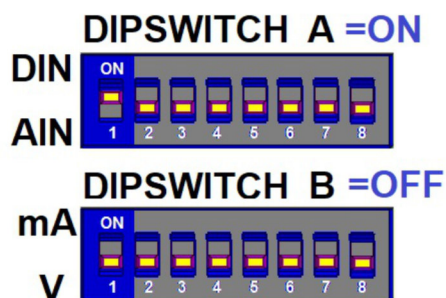 DIPSWITCH A =ON
DIN
ON
AIN
1 2 3 4 5 6 7 8
DIPSWITCH B =OFF
mA
ON
V
1 2 3 4 5 6 7 8